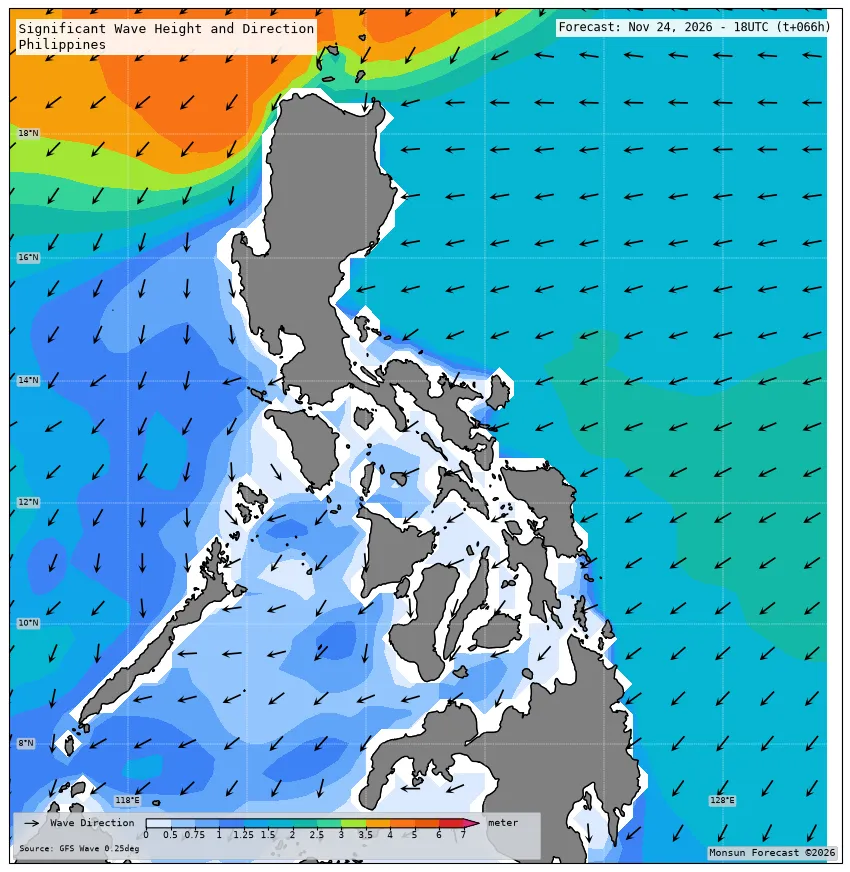 Significant Wave Height and Direction
Philippines
Forecast: Nov 24, 2026 - 18UTC (t+066h)
18°N
16°N
14°N
12°N
10°N
8°N
118°E
128°E
Wave Direction
0 0.5 0.75 1 1.25 1.5 2 2.5 3 3.5 4 5 6 7
meter
Source: GFS Wave 0.25deg
Monsun Forecast ©2026